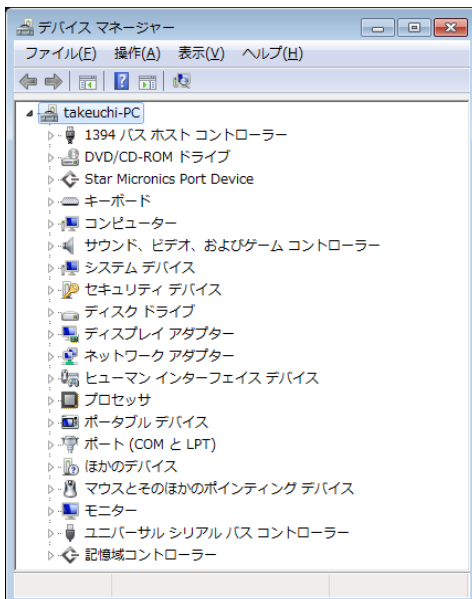 デバイス マネージャー
ファイル(F) 操作(A) 表示(V) ヘルプ(H)
takeuchi-PC
1394 バス ホスト コントローラー
DVD/CD-ROM ドライブ
Star Micronics Port Device
キーボード
コンピューター
サウンド、ビデオ、およびゲーム コントローラー
システム デバイス
セキュリティ デバイス
ディスク ドライブ
ディスプレイ アダプター
ネットワーク アダプター
ヒューマン インターフェイス デバイス
プロセッサ
ポータブル デバイス
ポート (COM と LPT)
ほかのデバイス
マウスとそのほかのポインティング デバイス
モニター
ユニバーサル シリアル バス コントローラー
記憶域コントローラー